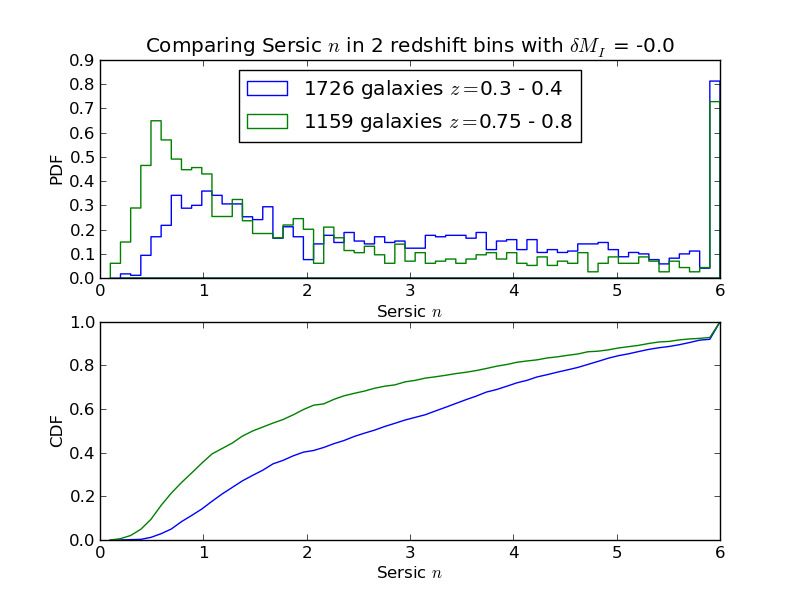 Comparing Sersic n in 2 redshift bins with δM_I = -0.0
0.9
0.8
0.7
0.6
0.5
0.4
0.3
0.2
0.1
0.0
PDF
1726 galaxies z=0.3 - 0.4
1159 galaxies z=0.75 - 0.8
0 1 2 3 4 5 6
Sersic n
1.0
0.8
0.6
0.4
0.2
0.0
CDF
0 1 2 3 4 5 6
Sersic n